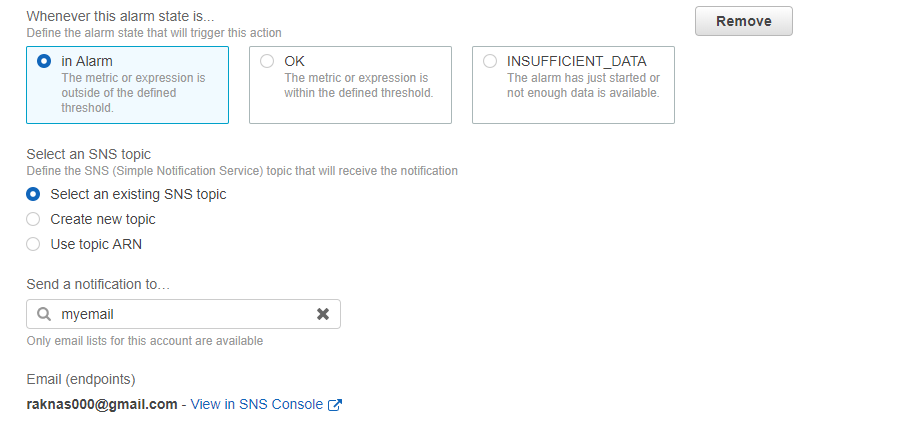 Whenever this alarm state is...
Define the alarm state that will trigger this action
Remove
in Alarm
The metric or expression is
outside of the defined
threshold.
OK
The metric or expression is
within the defined threshold.
INSUFFICIENT_DATA
The alarm has just started or
not enough data is available.
Select an SNS topic
Define the SNS (Simple Notification Service) topic that will receive the notification
Select an existing SNS topic
Create new topic
Use topic ARN
Send a notification to…
myemail
Only email lists for this account are available
Email (endpoints)
raknas000@gmail.com - View in SNS Console